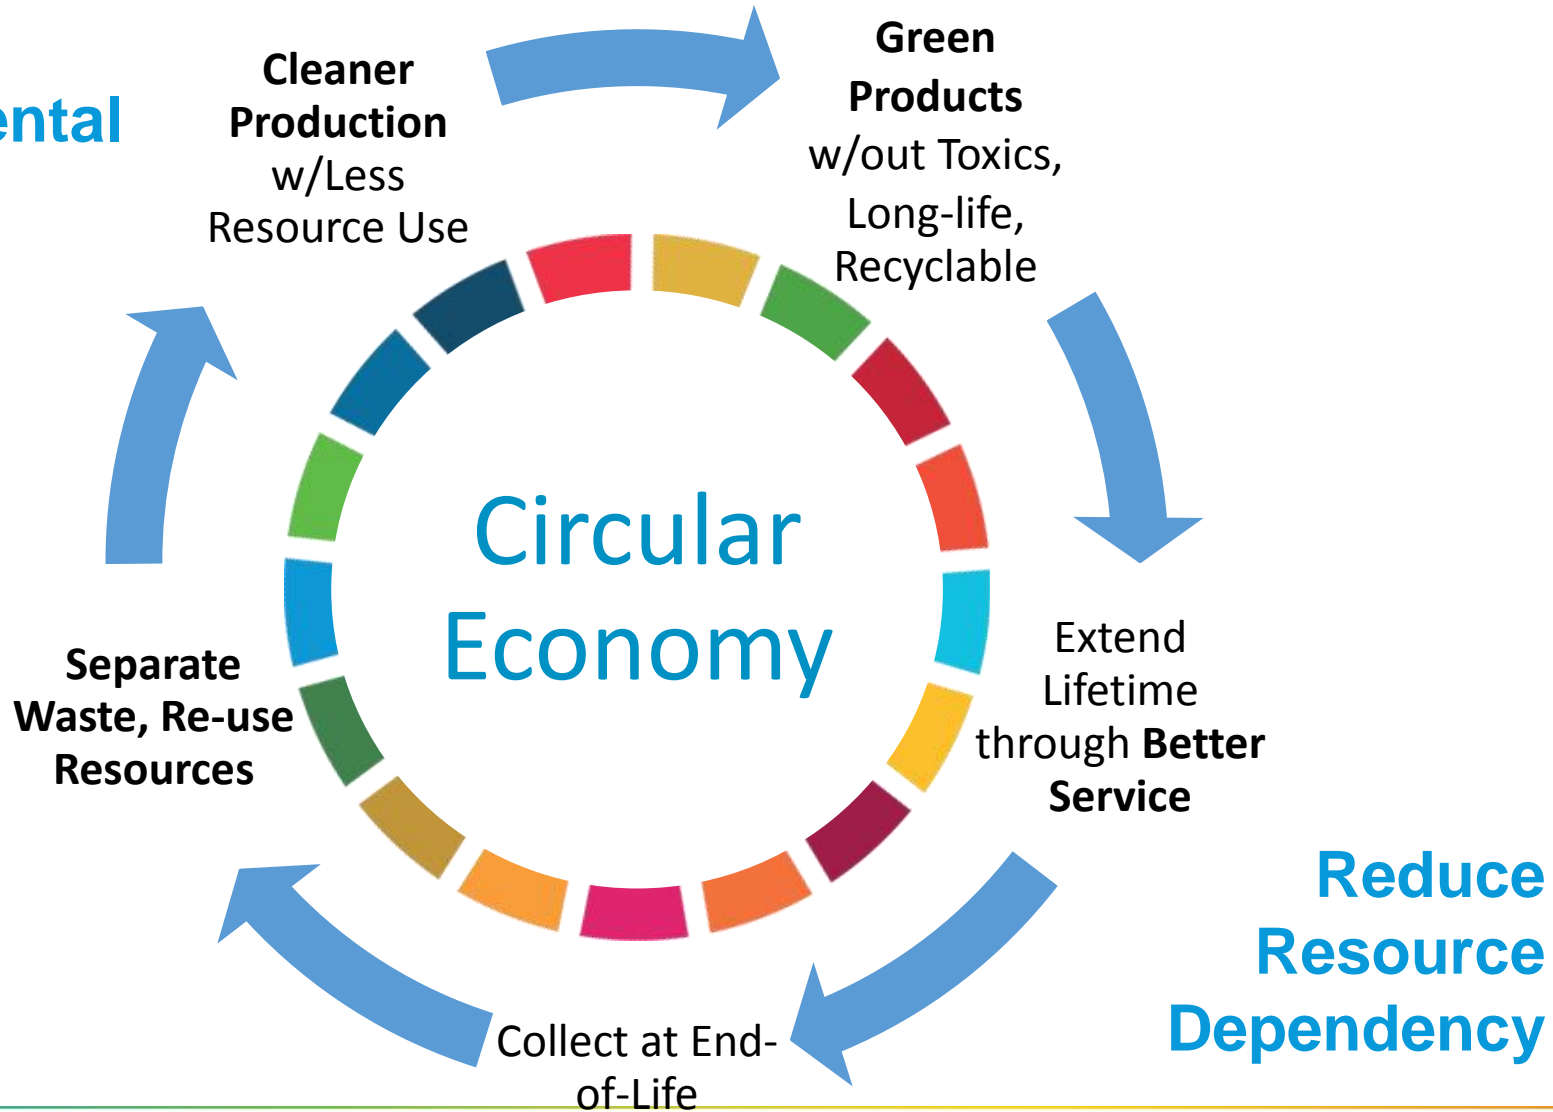 ental
Cleaner
Production
w/Less
Resource Use
Green
Products
w/out Toxics,
Long-life,
Recyclable
Circular
Economy
Extend
Lifetime
through Better
Service
Separate
Waste, Re-use
Resources
Collect at End-
of-Life
Reduce
Resource
Dependency